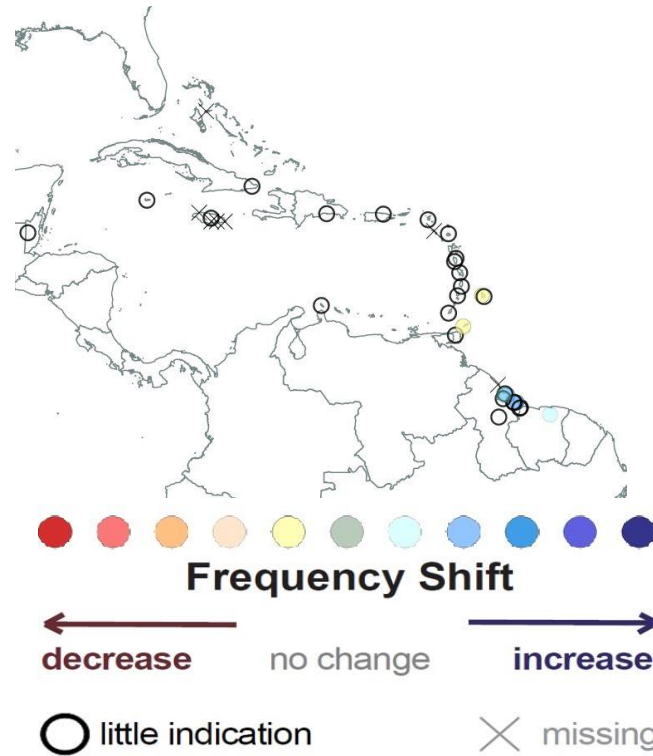 Frequency Shift
decrease no change increase
little indication missing